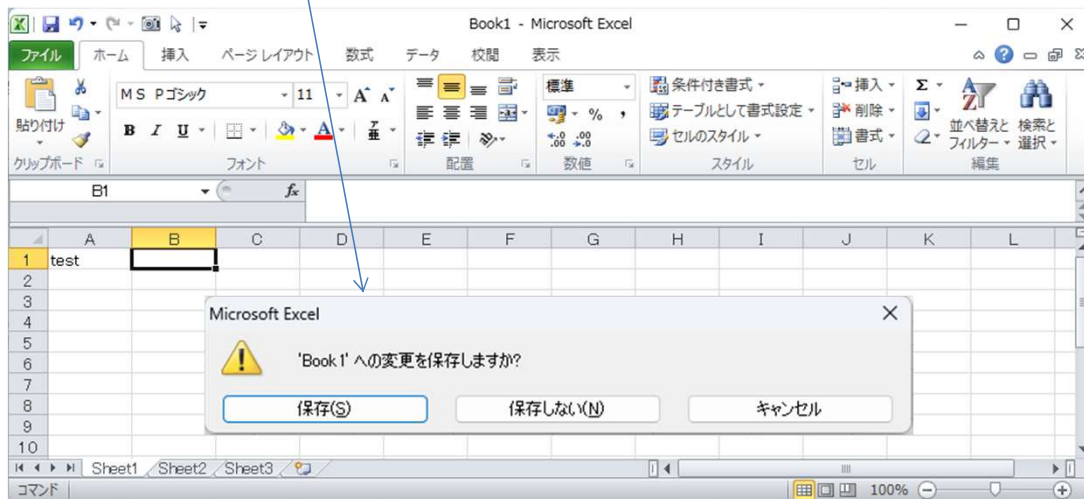 Book1 - Microsoft Excel
ファイル ホーム 挿入 ページ レイアウト 数式 データ 校閲 表示
貼り付け
クリップボード
MS Pゴシック 11
B I U
フォント
配置
標準
% ,
数値
条件付き書式
テーブルとして書式設定
セルのスタイル
スタイル
挿入
削除
書式
セル
Σ
並べ替えと
フィルター
検索と
選択
編集
B1 fx
A B C D E F G H I J K L
1 test
2
3
4
5
6
7
8
9
10
Microsoft Excel
'Book1' への変更を保存しますか?
保存(S) 保存しない(N) キャンセル
Sheet1 Sheet2 Sheet3
コマンド 100%